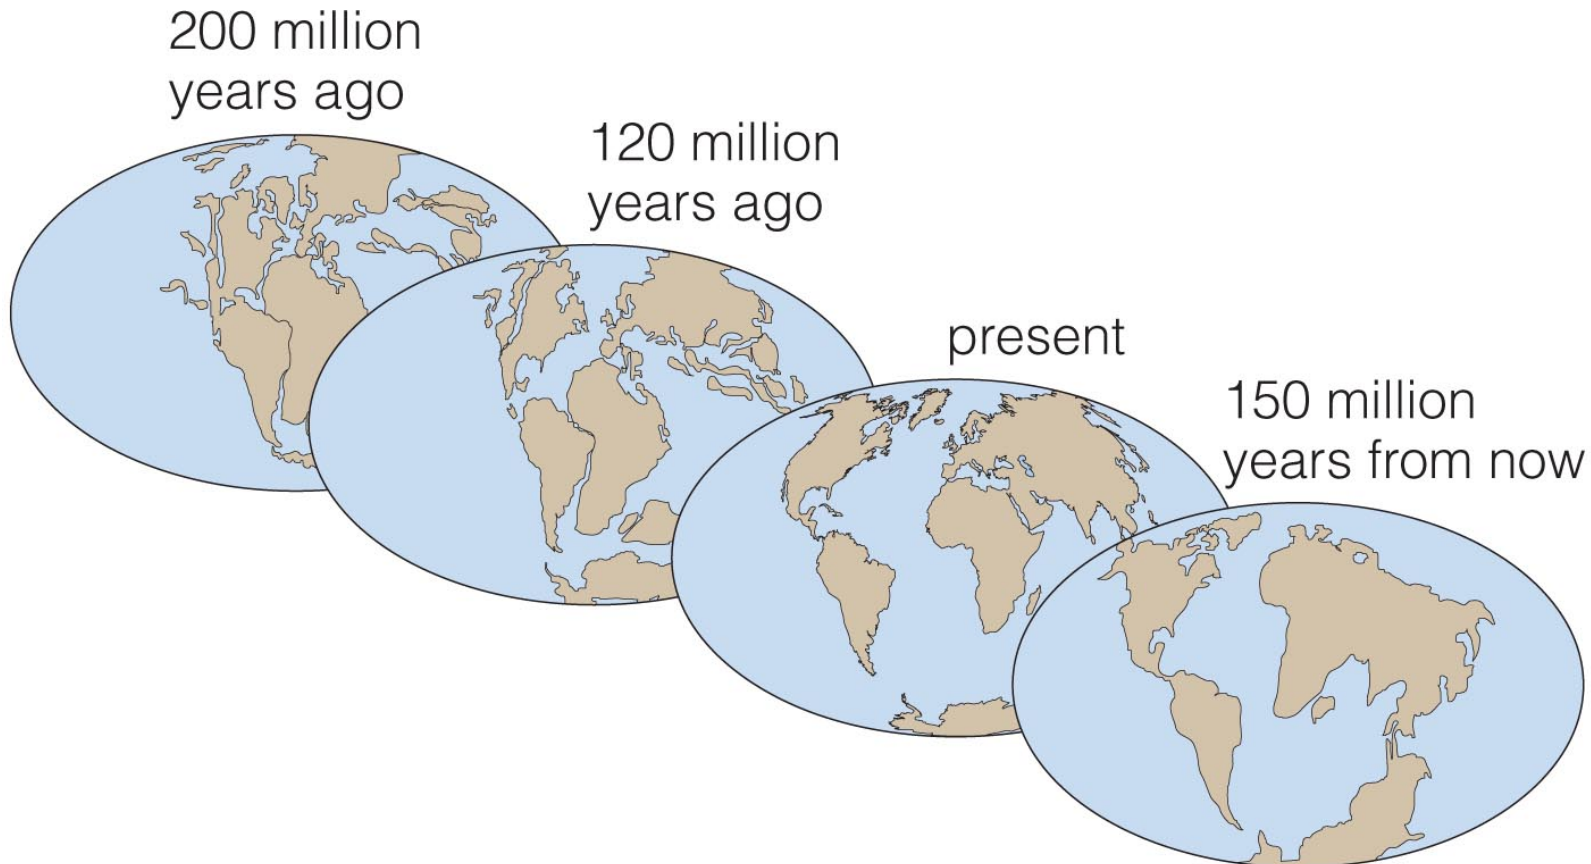 200 million
years ago
120 million
years ago
present
150 million
years from now